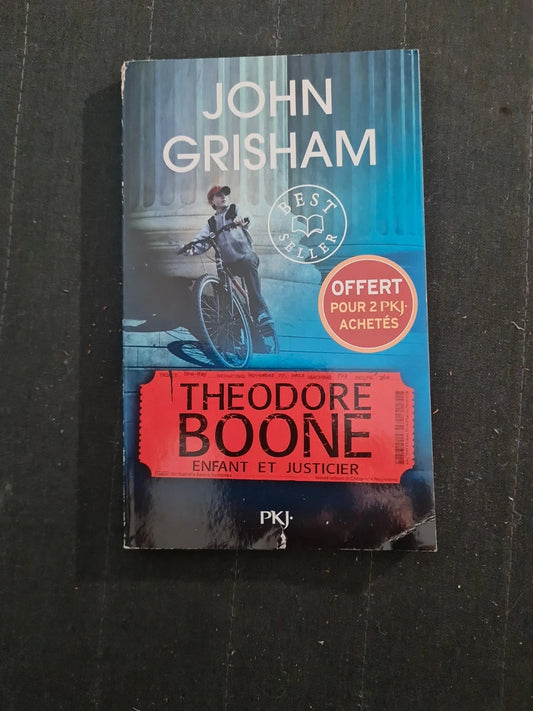 JOHN
GRISHAM
BEST
SELLER
OFFERT
POUR 2 PKJ.
ACHETÉS
THEODORE
BOONE
ENFANT ET JUSTICIER
PKJ.